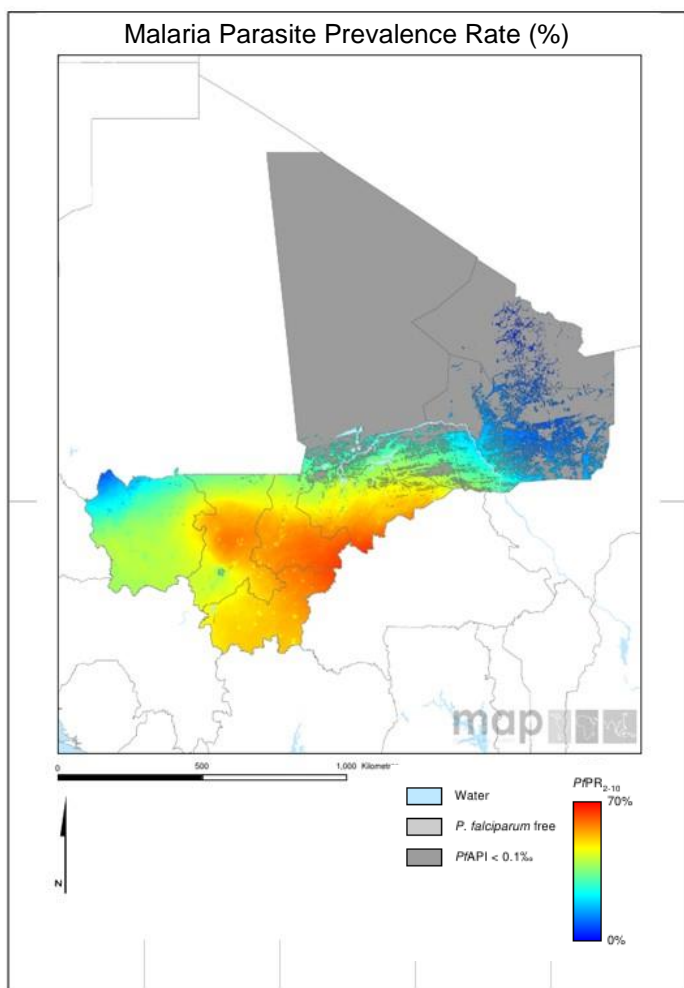 Malaria Parasite Prevalence Rate (%)
map
0 500 1,000 Kilometr
N
Water
P. falciparum free
PfAPI < 0.1‰
PfPR2-10
70%
0%